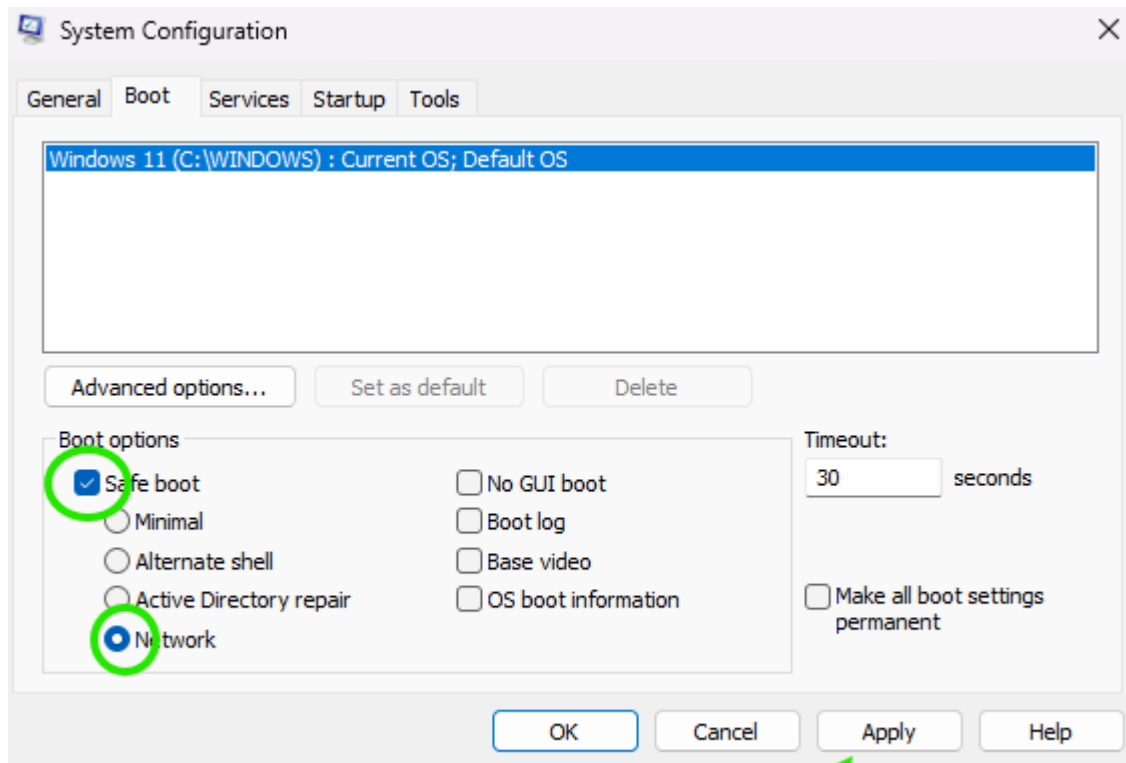 System Configuration
General Boot Services Startup Tools
Windows 11 (C:\WINDOWS) : Current OS; Default OS
Advanced options... Set as default Delete
Boot options
Timeout:
Safe boot
No GUI boot
30 seconds
Minimal
Boot log
Alternate shell
Base video
Active Directory repair
OS boot information
Make all boot settings
permanent
Network
OK Cancel Apply Help